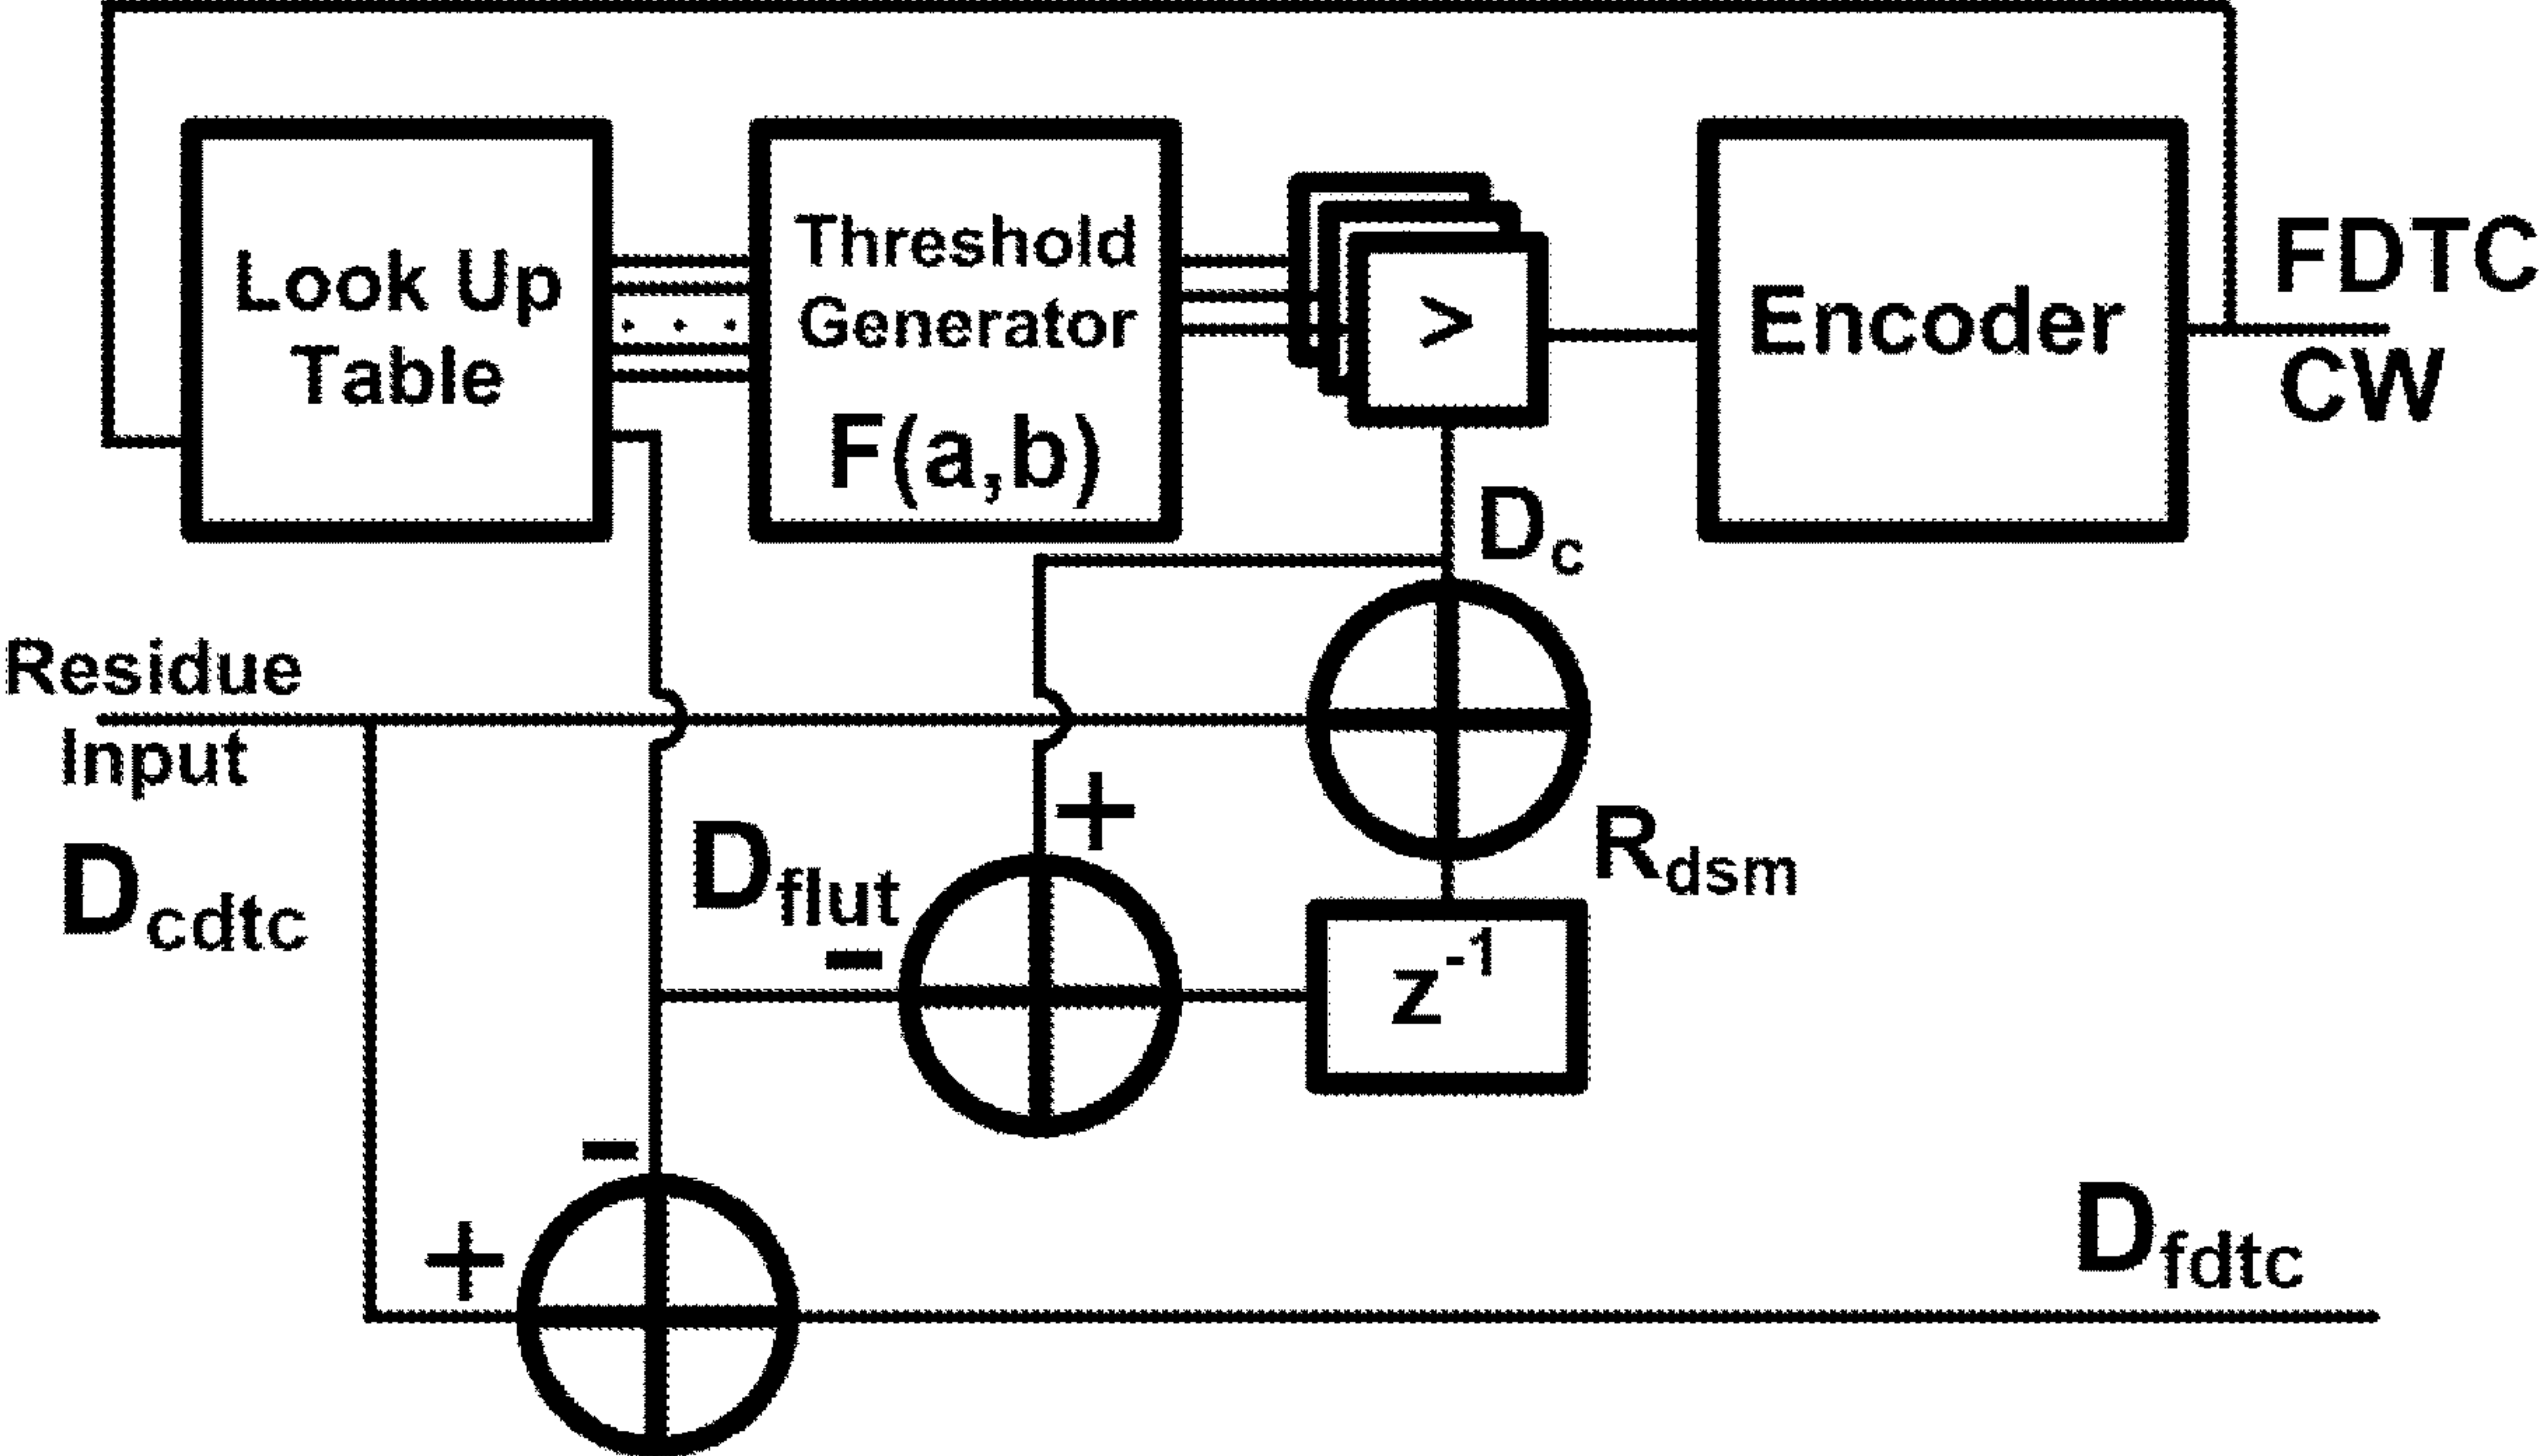 Look Up
Table
Threshold
Generator
F(a,b)
>
Encoder
FDTC
CW
Dc
Residue
Input
Dcdtc
+
Dflut
-
Rdsm
z-1
-
+
Dfdtc